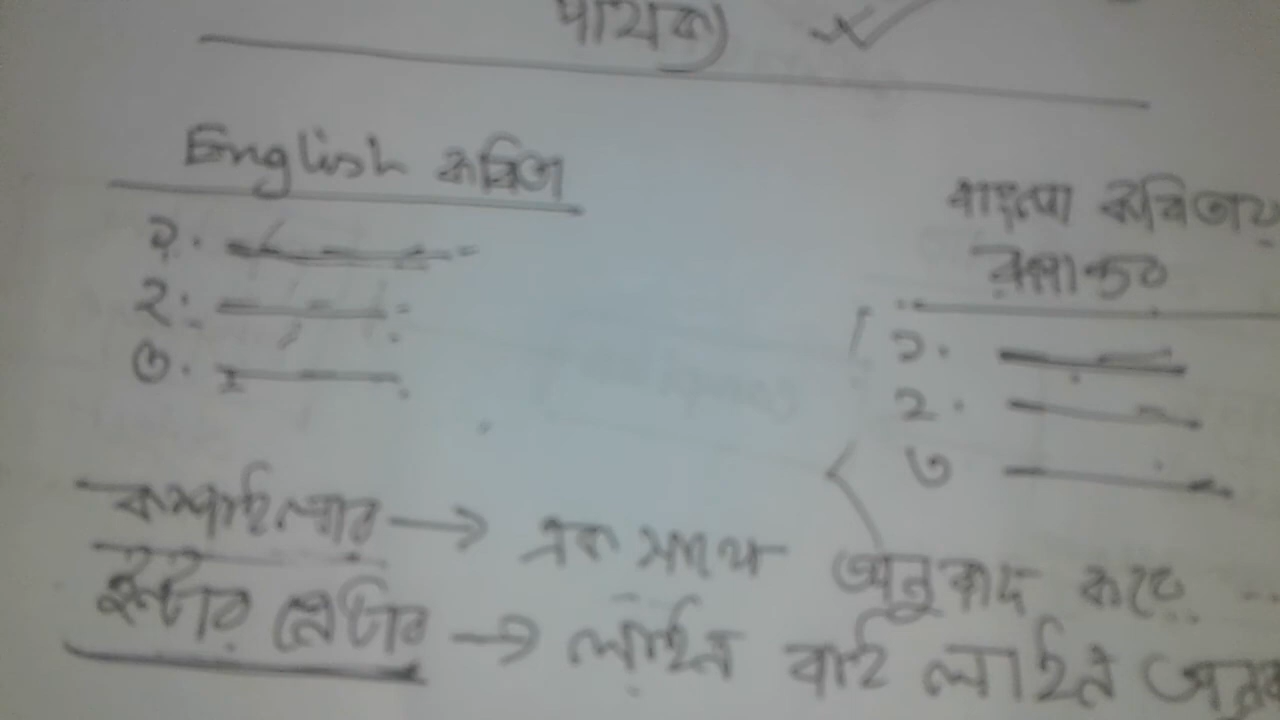 পার্থক্য
English কবিতা
বাংলা কবিতায়
রূপান্তর
১.
২.
৩.
১.
২.
৩
কম্পাইলার → এক সাথে অনুবাদ করে ...
ইন্টার প্রেটার → লাইন বাই লাইন